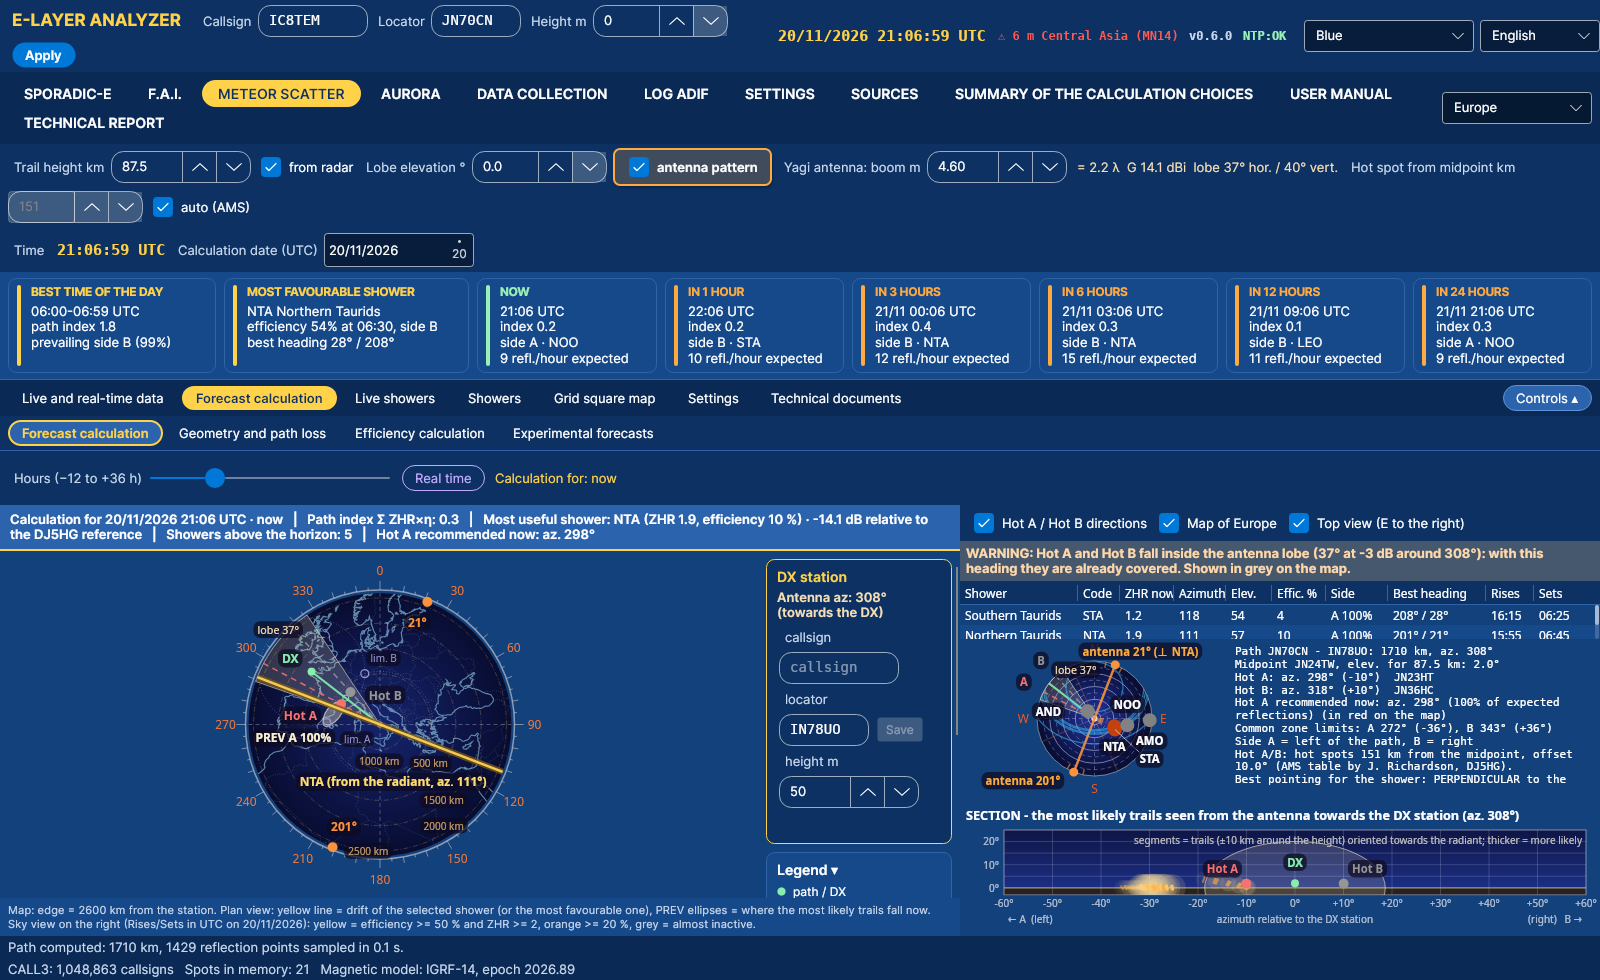 E-LAYER ANALYZER Callsign IC8TEM Locator JN70CN Height m 0
20/11/2026 21:06:59 UTC ⚠ 6 m Central Asia (MN14) v0.6.0 NTP:OK Blue English
Apply
SPORADIC-E F.A.I. METEOR SCATTER AURORA DATA COLLECTION LOG ADIF SETTINGS SOURCES SUMMARY OF THE CALCULATION CHOICES USER MANUAL
TECHNICAL REPORT
Europe
Trail height km 87.5 from radar Lobe elevation ° 0.0 antenna pattern Yagi antenna: boom m 4.60 = 2.2 λ G 14.1 dBi lobe 37° hor. / 40° vert. Hot spot from midpoint km
151 auto (AMS)
Time 21:06:59 UTC Calculation date (UTC) 20/11/2026 20
BEST TIME OF THE DAY
06:00-06:59 UTC
path index 1.8
prevailing side B (99%)
MOST FAVOURABLE SHOWER
NTA Northern Taurids
efficiency 54% at 06:30, side B
best heading 28° / 208°
NOW
21:06 UTC
index 0.2
side A · NOO
9 refl./hour expected
IN 1 HOUR
22:06 UTC
index 0.2
side B · STA
10 refl./hour expected
IN 3 HOURS
21/11 00:06 UTC
index 0.4
side B · NTA
12 refl./hour expected
IN 6 HOURS
21/11 03:06 UTC
index 0.3
side B · NTA
15 refl./hour expected
IN 12 HOURS
21/11 09:06 UTC
index 0.1
side B · LEO
11 refl./hour expected
IN 24 HOURS
21/11 21:06 UTC
index 0.3
side A · NOO
9 refl./hour expected
Live and real-time data Forecast calculation Live showers Showers Grid square map Settings Technical documents Controls ▴
Forecast calculation Geometry and path loss Efficiency calculation Experimental forecasts
Hours (−12 to +36 h) Real time Calculation for: now
Calculation for 20/11/2026 21:06 UTC · now | Path index Σ ZHR×η: 0.3 | Most useful shower: NTA (ZHR 1.9, efficiency 10 %) · -14.1 dB relative to
the DJ5HG reference | Showers above the horizon: 5 | Hot A recommended now: az. 298°
0
330 30
21°
lobe 37°
300 60
DX
lim. B
Hot B
Hot A
270 90
PREV A 100%
lim. A
1000 km 500 km
NTA (from the radiant, az. 111°)
1500 km
240 120
201°
2000 km
2500 km
210 150
180
DX station
Antenna az: 308°
(towards the DX)
callsign
callsign
locator
IN78UO Save
height m
50
Legend ▾
path / DX
Map: edge = 2600 km from the station. Plan view: yellow line = drift of the selected shower (or the most favourable one), PREV ellipses = where the most likely trails fall now.
Sky view on the right (Rises/Sets in UTC on 20/11/2026): yellow = efficiency >= 50 % and ZHR >= 2, orange >= 20 %, grey = almost inactive.
Hot A / Hot B directions Map of Europe Top view (E to the right)
WARNING: Hot A and Hot B fall inside the antenna lobe (37° at -3 dB around 308°): with this
heading they are already covered. Shown in grey on the map.
Shower Code ZHR now Azimuth Elev. Effic. % Side Best heading Rises Sets
Southern Taurids STA 1.2 118 54 4 A 100% 208° / 28° 16:15 06:25
Northern Taurids NTA 1.9 111 57 10 A 100% 201° / 21° 15:55 06:45
antenna 21° (⊥ NTA)
B
lobe 37°
A
AND
NOO
W E
NTA
AMO
STA
antenna 201°
S
Path JN70CN - IN78UO: 1710 km, az. 308°
Midpoint JN24TW, elev. for 87.5 km: 2.0°
Hot A: az. 298° (-10°) JN23HT
Hot B: az. 318° (+10°) JN36HC
Hot A recommended now: az. 298° (100% of expected
reflections) (in red on the map)
Common zone limits: A 272° (-36°), B 343° (+36°)
Side A = left of the path, B = right
Hot A/B: hot spots 151 km from the midpoint, offset
10.0° (AMS table by J. Richardson, DJ5HG).
Best pointing for the shower: PERPENDICULAR to the
SECTION - the most likely trails seen from the antenna towards the DX station (az. 308°)
segments = trails (±10 km around the height) oriented towards the radiant; thicker = more likely
20°
10°
0°
Hot A DX Hot B
-60° -50° -40° -30° -20° -10° 0° +10° +20° +30° +40° +50° +60°
← A (left) azimuth relative to the DX station (right) B →
Path computed: 1710 km, 1429 reflection points sampled in 0.1 s.
CALL3: 1,048,863 callsigns Spots in memory: 21 Magnetic model: IGRF-14, epoch 2026.89